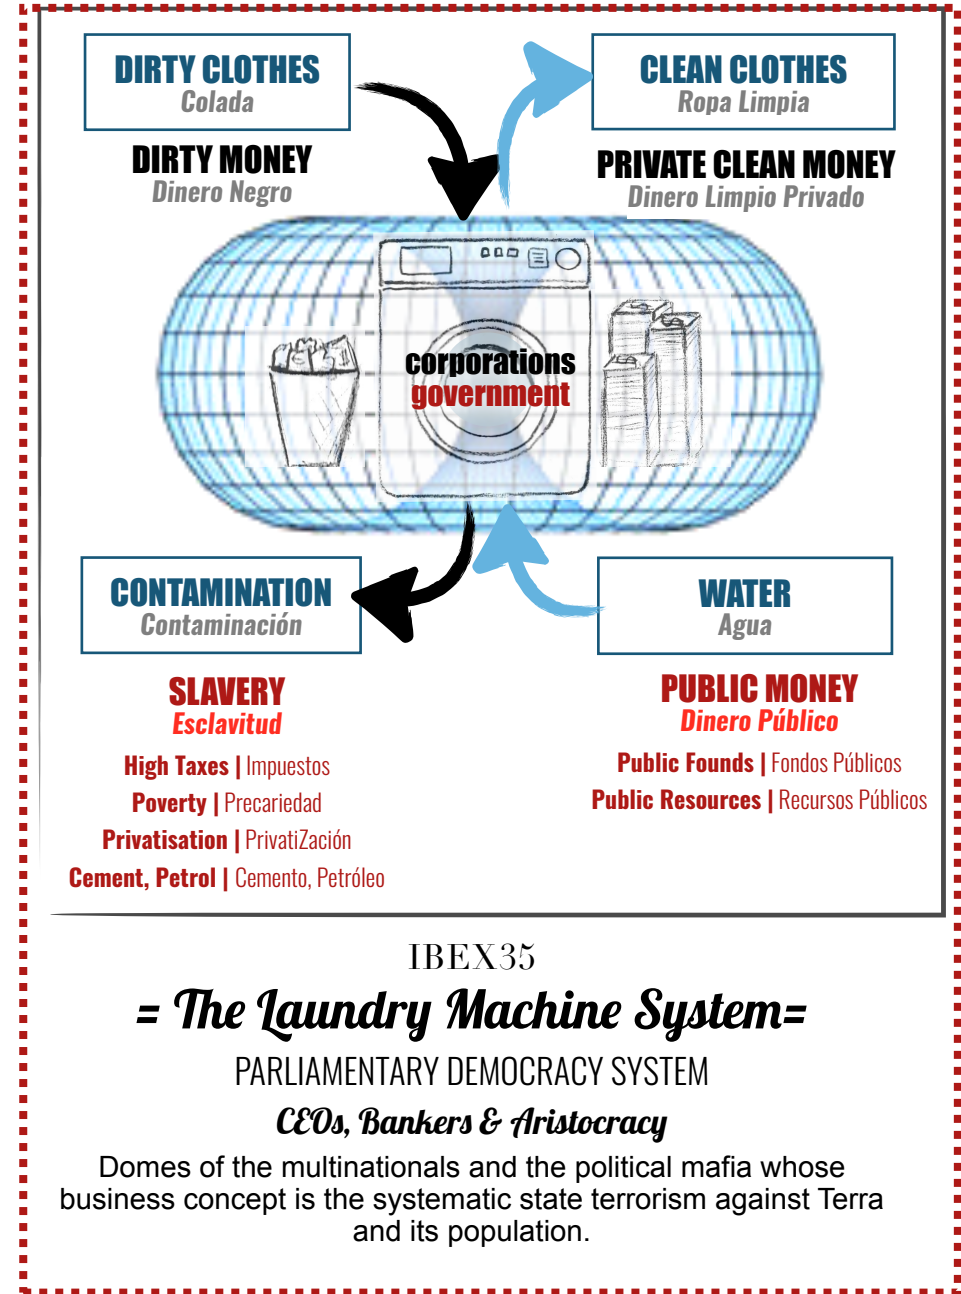 DIRTY CLOTHES
Colada
DIRTY MONEY
Dinero Negro
CLEAN CLOTHES
Ropa Limpia
PRIVATE CLEAN MONEY
Dinero Limpio Privado
corporations
government
CONTAMINATION
Contaminación
SLAVERY
Esclavitud
High Taxes | Impuestos
Poverty | Precariedad
Privatisation | PrivatiZación
Cement, Petrol | Cemento, Petróleo
WATER
Agua
PUBLIC MONEY
Dinero Público
Public Founds | Fondos Públicos
Public Resources | Recursos Públicos
IBEX35
= The Laundry Machine System=
PARLIAMENTARY DEMOCRACY SYSTEM
CEOs, Bankers & Aristocracy
Domes of the multinationals and the political mafia whose
business concept is the systematic state terrorism against Terra
and its population.